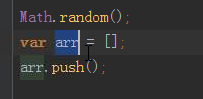 Math.random();
var arr = [];
arr.push();